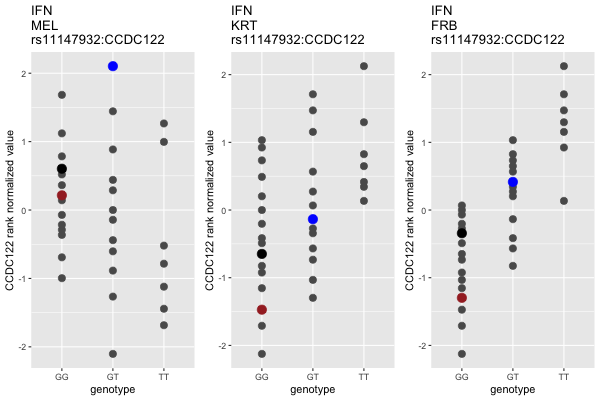 IFN
MEL
rs11147932:CCDC122
CCDC122 rank normalized value
2
1
0
-1
-2
GG
GT
TT
genotype
IFN
KRT
rs11147932:CCDC122
CCDC122 rank normalized value
2
1
0
-1
-2
GG
GT
TT
genotype
IFN
FRB
rs11147932:CCDC122
CCDC122 rank normalized value
2
1
0
-1
-2
GG
GT
TT
genotype